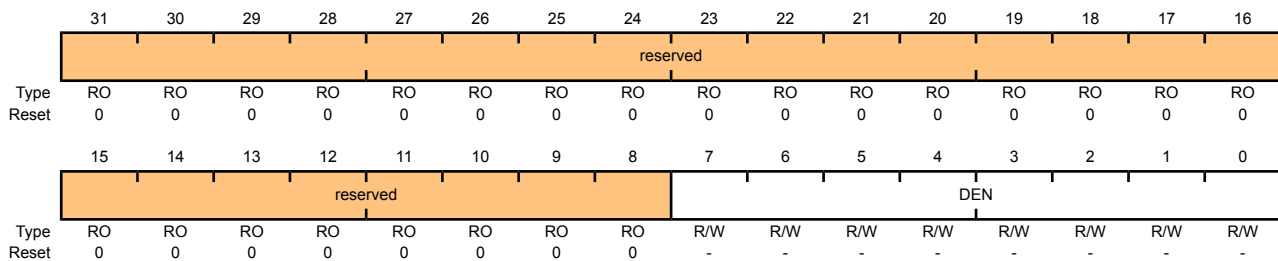 31 30 29 28 27 26 25 24 23 22 21 20 19 18 17 16
reserved
Type RO RO RO RO RO RO RO RO RO RO RO RO RO RO RO RO
Reset 0 0 0 0 0 0 0 0 0 0 0 0 0 0 0 0
15 14 13 12 11 10 9 8 7 6 5 4 3 2 1 0
reserved DEN
Type RO RO RO RO RO RO RO RO R/W R/W R/W R/W R/W R/W R/W R/W
Reset 0 0 0 0 0 0 0 0 - - - - - - - -